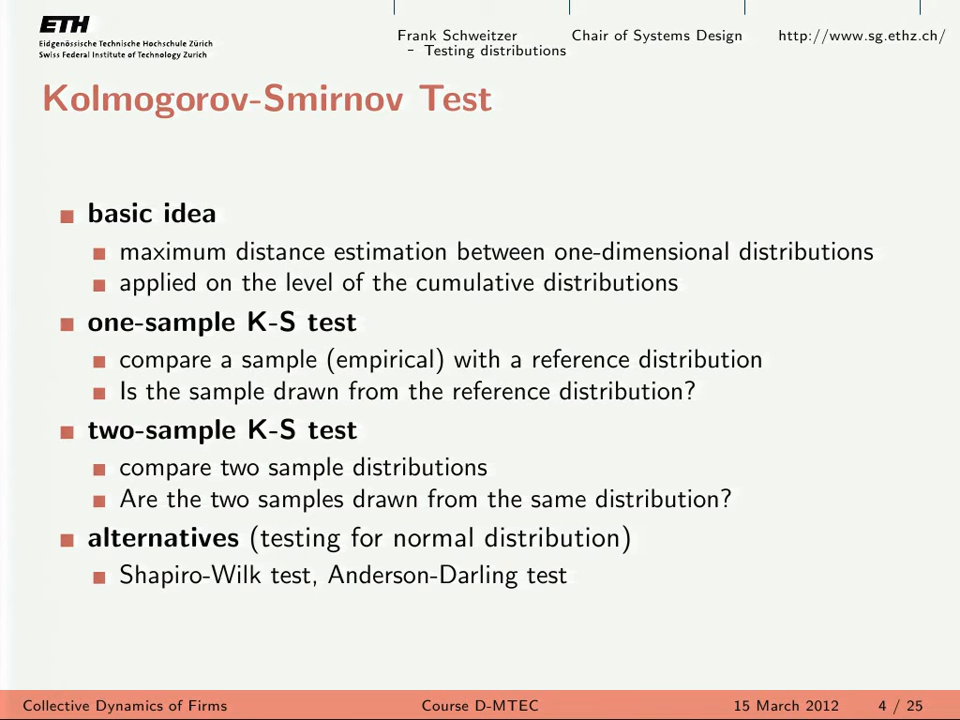 ETH
Eidgenössische Technische Hochschule Zürich
Swiss Federal Institute of Technology Zurich
Frank Schweitzer Chair of Systems Design http://www.sg.ethz.ch/
– Testing distributions
Kolmogorov-Smirnov Test
basic idea
maximum distance estimation between one-dimensional distributions
applied on the level of the cumulative distributions
one-sample K-S test
compare a sample (empirical) with a reference distribution
Is the sample drawn from the reference distribution?
two-sample K-S test
compare two sample distributions
Are the two samples drawn from the same distribution?
alternatives (testing for normal distribution)
Shapiro-Wilk test, Anderson-Darling test
Collective Dynamics of Firms Course D-MTEC 15 March 2012 4 / 25